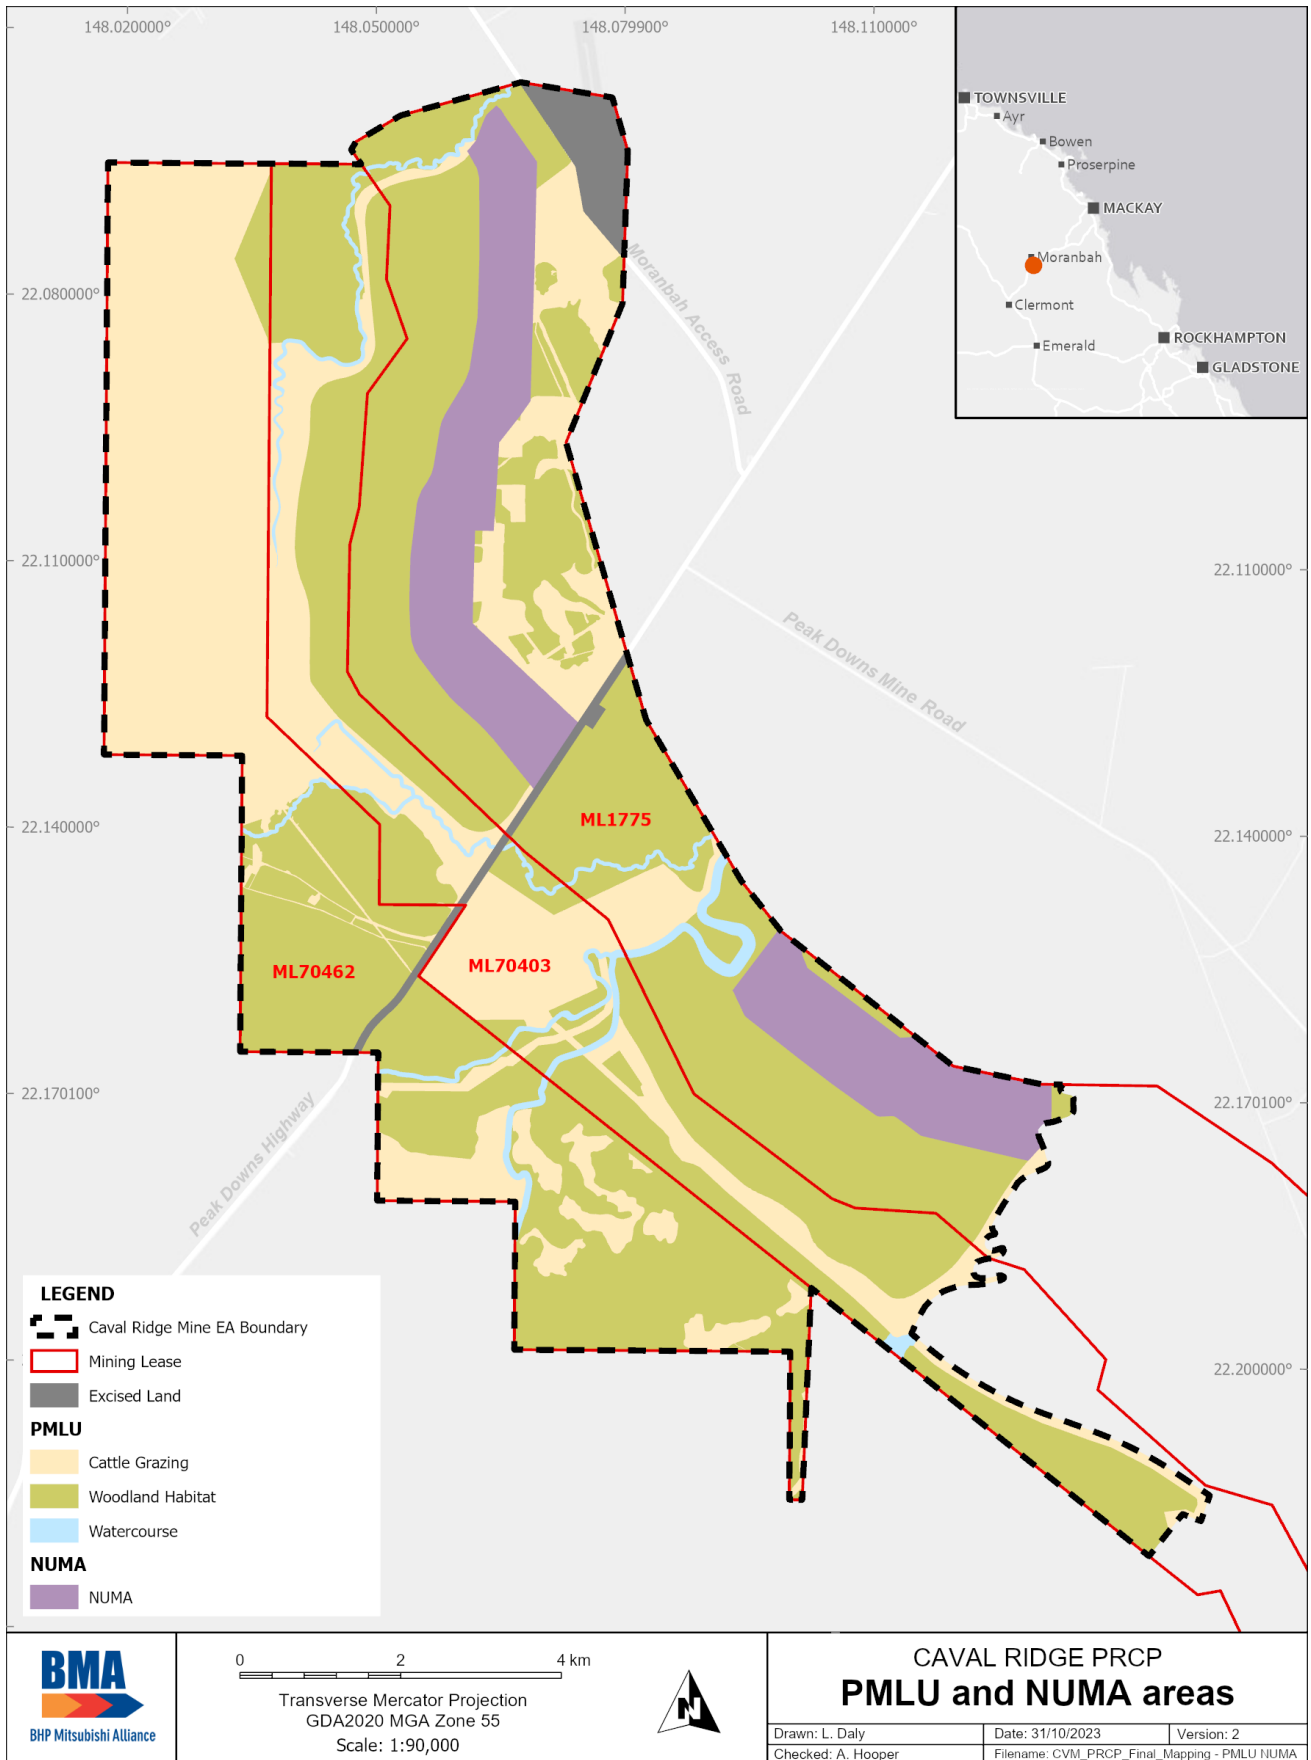 148.020000°
148.050000°
148.079900°
148.110000°
TOWNSVILLE
Ayr
Bowen
Proserpine
MACKAY
Moranbah
Clermont
Emerald
ROCKHAMPTON
GLADSTONE
22.080000°
Moranbah Access Road
22.110000°
22.110000°
Peak Downs Mine Road
ML1775
22.140000°
22.140000°
ML70462
ML70403
22.170100°
22.170100°
Peak Downs Highway
22.200000°
LEGEND
Caval Ridge Mine EA Boundary
Mining Lease
Excised Land
PMLU
Cattle Grazing
Woodland Habitat
Watercourse
NUMA
NUMA
BMA
BHP Mitsubishi Alliance
0 2 4 km
Transverse Mercator Projection
GDA2020 MGA Zone 55
Scale: 1:90,000
N
CAVAL RIDGE PRCP
PMLU and NUMA areas
Drawn: L. Daly
Date: 31/10/2023
Version: 2
Checked: A. Hooper
Filename: CVM_PRCP_Final_Mapping - PMLU NUMA